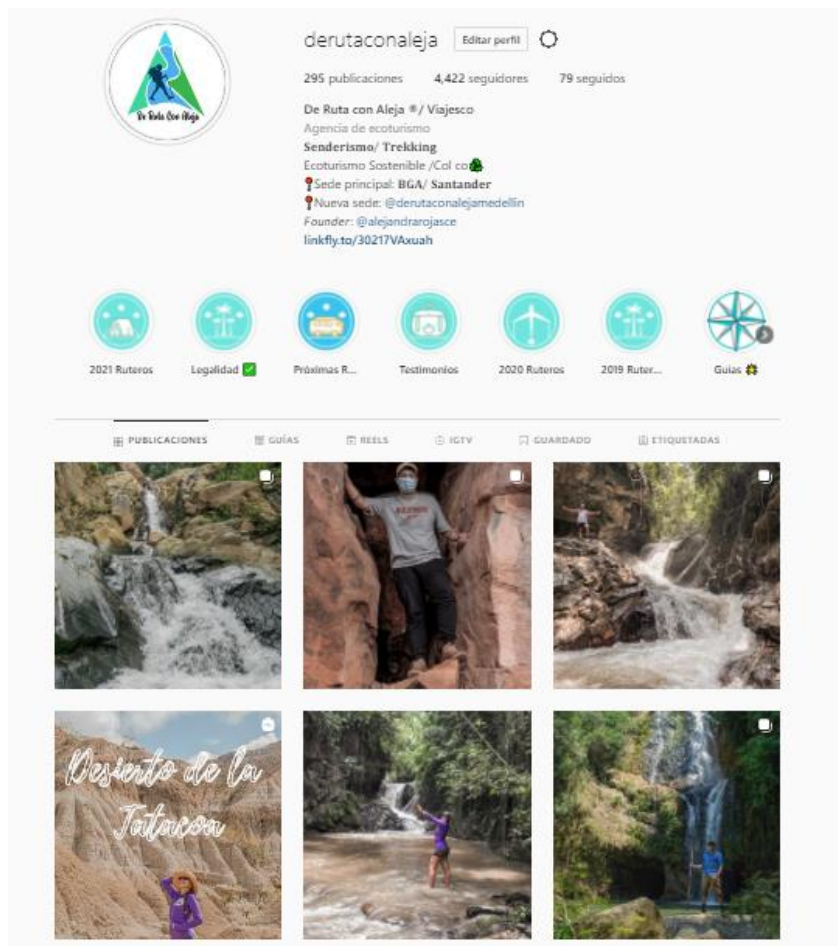 derutaconaleja Editar perfil
295 publicaciones 4,422 seguidores 79 seguidos
De Ruta con Aleja ®/ Viajesco
Agencia de ecoturismo
Senderismo/ Trekking
Ecoturismo Sostenible /Col co
📍Sede principal: BGA/ Santander
📍Nueva sede: @derutaconalejamedellin
Founder: @alejandrarojasce
linkfly.to/30217VAxuah
De Ruta Con Aleja
2021 Ruteros Legalidad ✅ Próximas R... Testimonios 2020 Ruteros 2019 Ruter... Guías
PUBLICACIONES GUÍAS REELS IGTV GUARDADO ETIQUETADAS
Desierto de la
Tatacoa